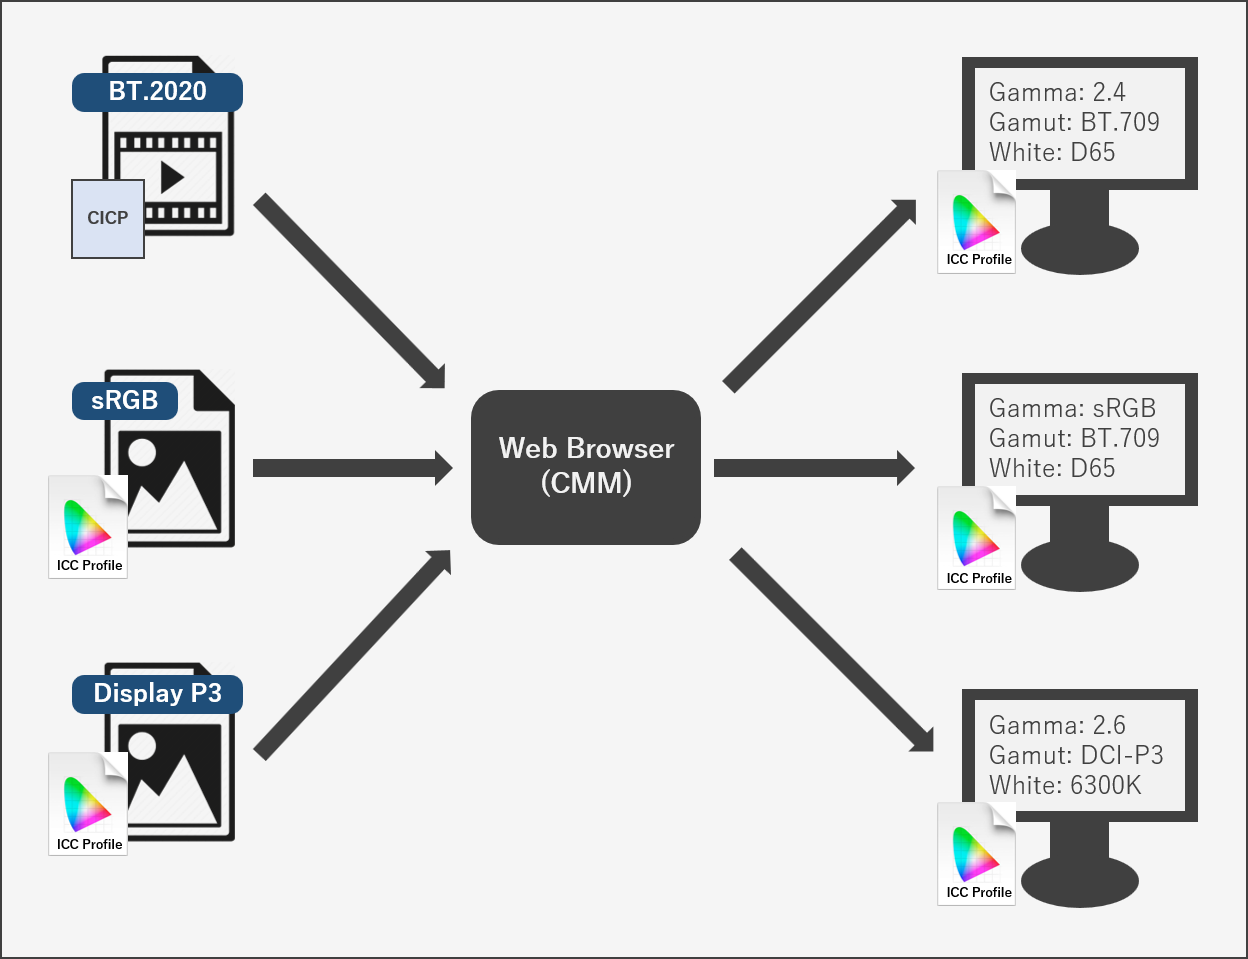 BT.2020
CICP
sRGB
ICC Profile
Display P3
ICC Profile
Web Browser
(CMM)
Gamma: 2.4
Gamut: BT.709
White: D65
ICC Profile
Gamma: sRGB
Gamut: BT.709
White: D65
ICC Profile
Gamma: 2.6
Gamut: DCI-P3
White: 6300K
ICC Profile